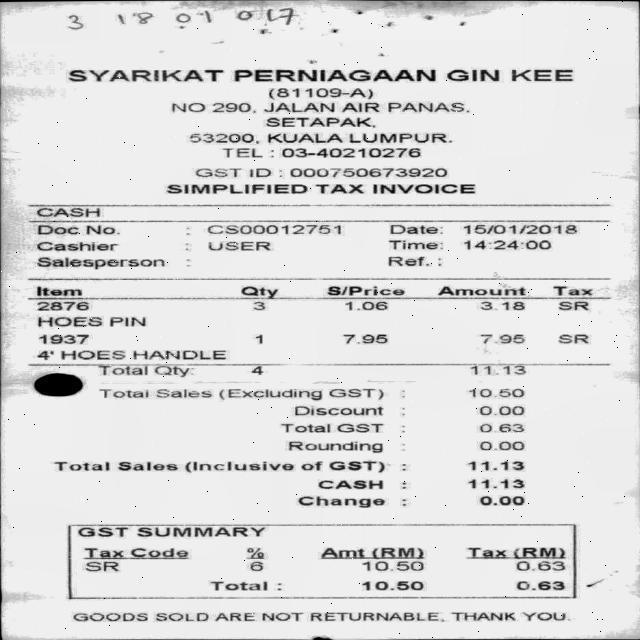 3 1801017
SYARIKAT PERNIAGAAN GIN KEE
(81109-A)
NO 290, JALAN AIR PANAS,
SETAPAK,
53200, KUALA LUMPUR.
TEL : 03-40210276
GST ID : 000750673920
SIMPLIFIED TAX INVOICE
CASH
Doc No. : CS00012751 Date: 15/01/2018
Cashier : USER Time: 14:24:00
Salesperson : Ref. :
Item Qty S/Price Amount Tax
2876 3 1.06 3.18 SR
HOES PIN
1937 1 7.95 7.95 SR
4' HOES HANDLE
Total Qty: 4 11.13
Total Sales (Excluding GST) : 10.50
Discount : 0.00
Total GST : 0.63
Rounding : 0.00
Total Sales (Inclusive of GST) : 11.13
CASH : 11.13
Change : 0.00
GST SUMMARY
Tax Code % Amt (RM) Tax (RM)
SR 6 10.50 0.63
Total : 10.50 0.63
GOODS SOLD ARE NOT RETURNABLE, THANK YOU.